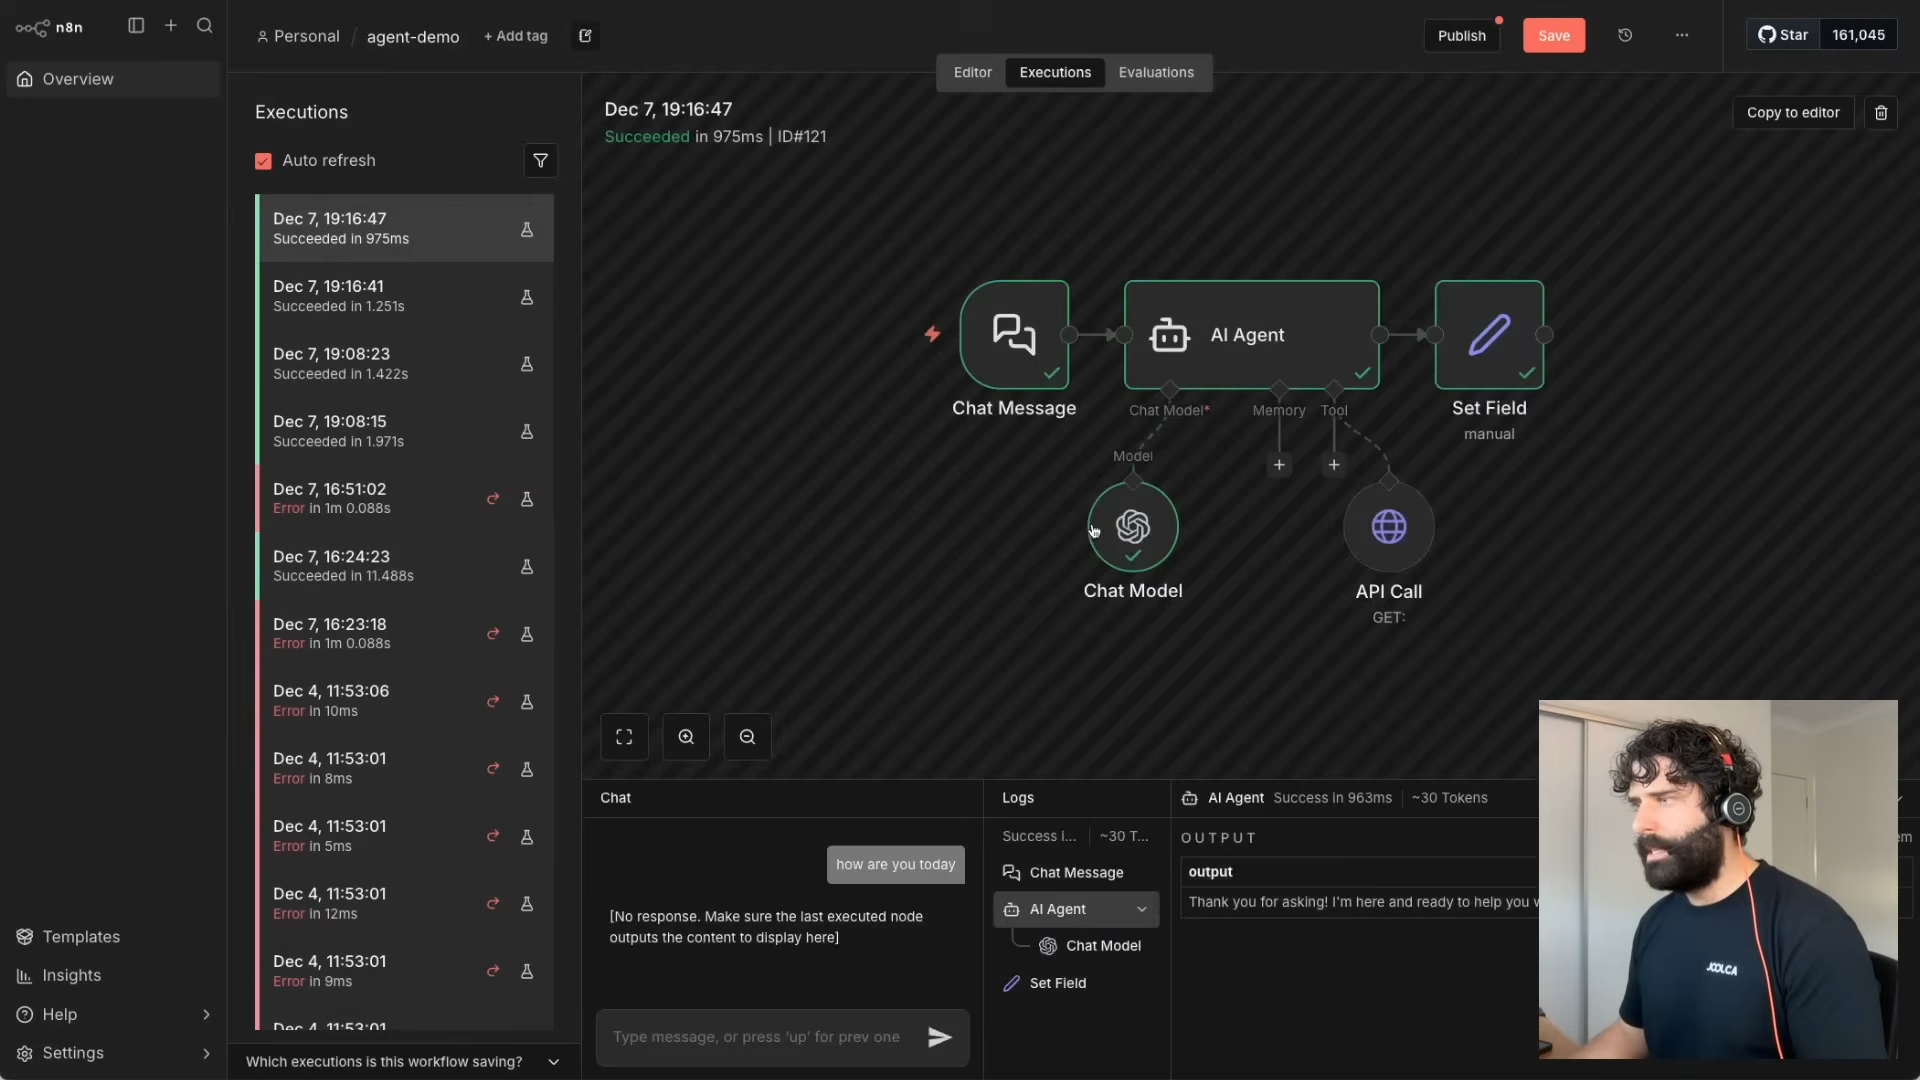 n8n
Personal / agent-demo + Add tag
Publish
Save
Star 161,045
Overview
Editor
Executions
Evaluations
Executions
Auto refresh
Dec 7, 19:16:47
Succeeded in 975ms
Dec 7, 19:16:41
Succeeded in 1.251s
Dec 7, 19:08:23
Succeeded in 1.422s
Dec 7, 19:08:15
Succeeded in 1.971s
Dec 7, 16:51:02
Error in 1m 0.088s
Dec 7, 16:24:23
Succeeded in 11.488s
Dec 7, 16:23:18
Error in 1m 0.088s
Dec 4, 11:53:06
Error in 10ms
Dec 4, 11:53:01
Error in 8ms
Dec 4, 11:53:01
Error in 5ms
Dec 4, 11:53:01
Error in 12ms
Dec 4, 11:53:01
Error in 9ms
Dec 4, 11:53:01
Which executions is this workflow saving?
Templates
Insights
Help
Settings
Dec 7, 19:16:47
Succeeded in 975ms | ID#121
Copy to editor
AI Agent
Chat Message
Chat Model*
Memory
Tool
Set Field
manual
Model
Chat Model
API Call
GET:
Chat
how are you today
[No response. Make sure the last executed node
outputs the content to display here]
Type message, or press ‘up’ for prev one
Logs
Success i... ~30 T...
Chat Message
AI Agent
Chat Model
Set Field
AI Agent Success in 963ms ~30 Tokens
OUTPUT
output
Thank you for asking! I'm here and ready to help you
JOOLCA